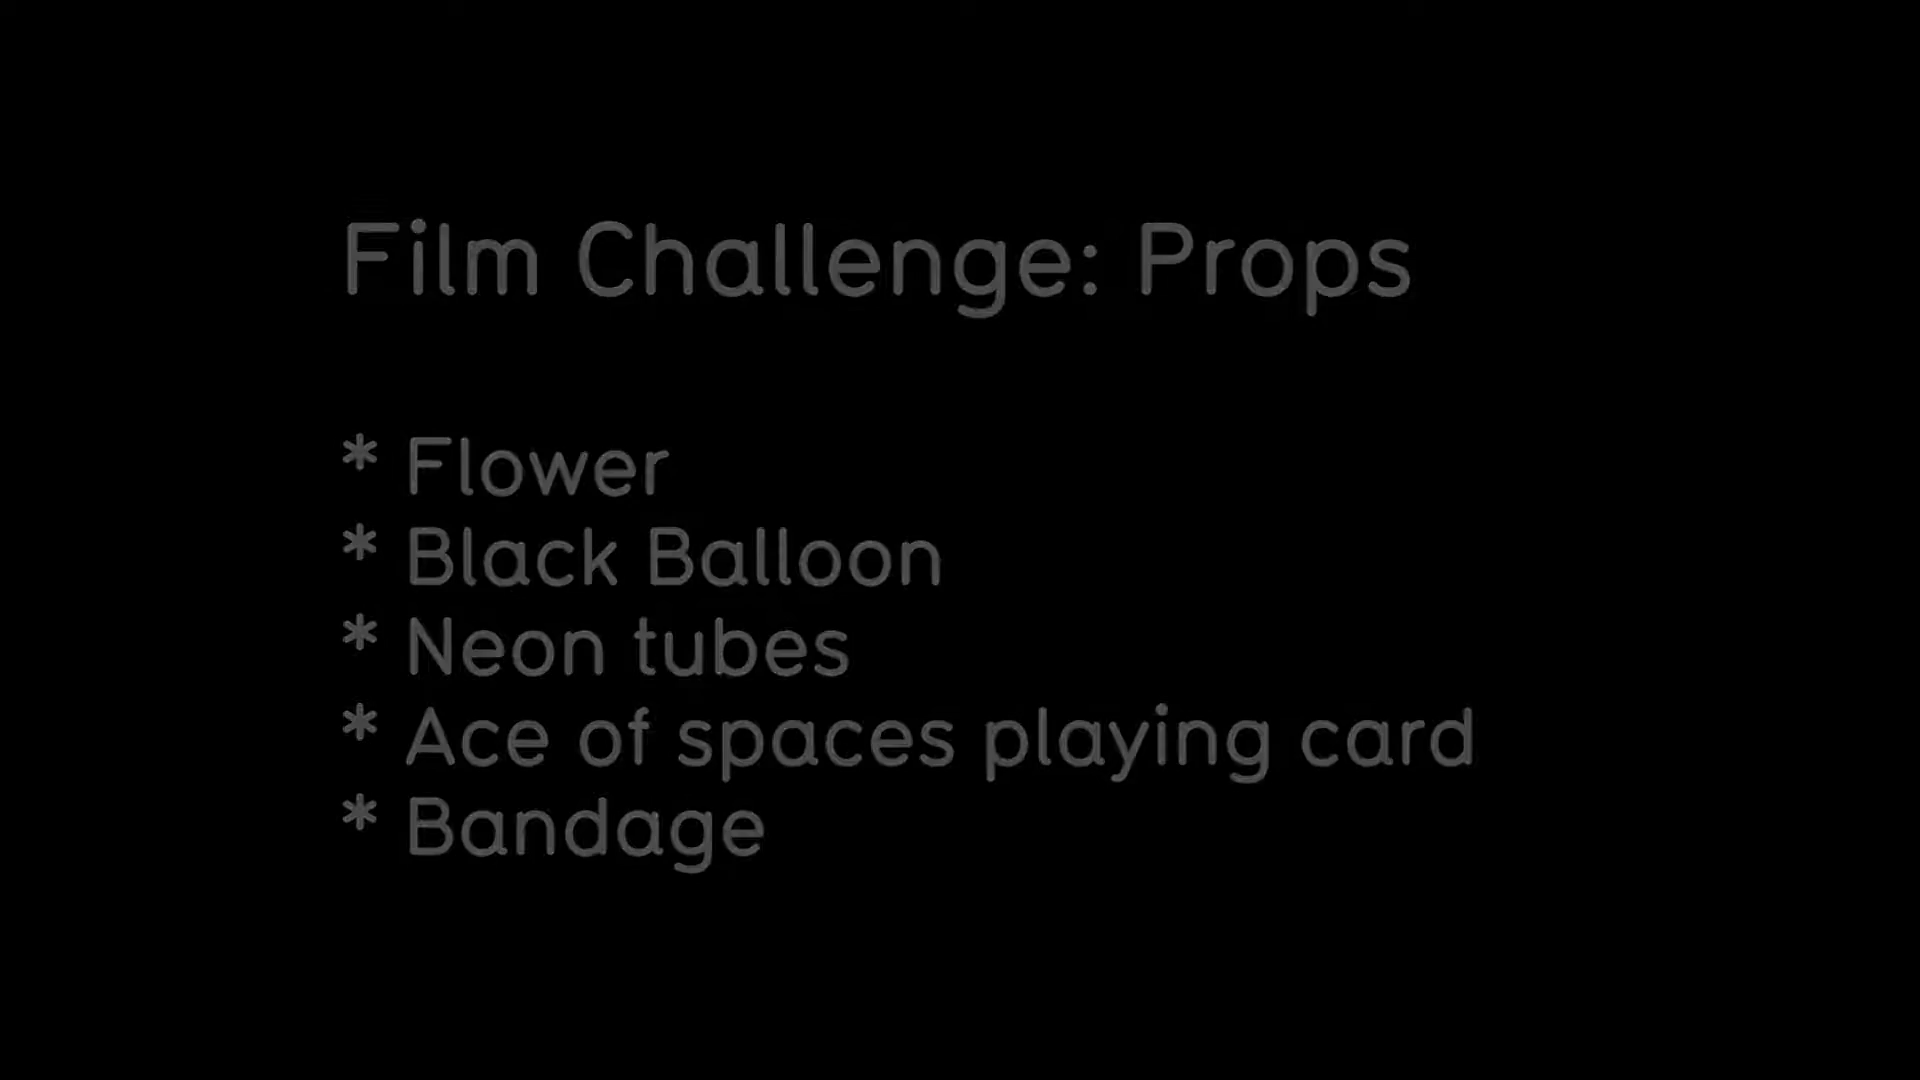 Film Challenge: Props
* Flower
* Black Balloon
* Neon tubes
* Ace of spaces playing card
* Bandage